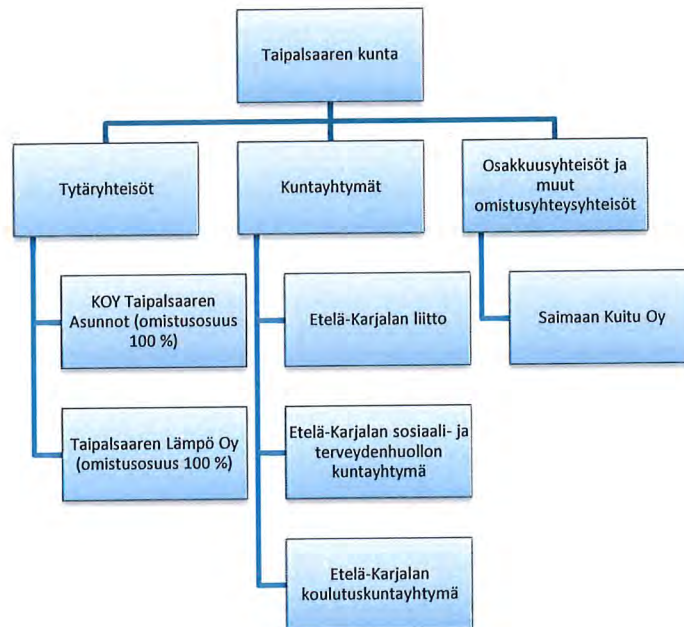 Taipalsaaren kunta
Tytäryhteisöt
KOY Taipalsaaren
Asunnot (omistusosuus
100 %)
Taipalsaaren Lämpö Oy
(omistusosuus 100 %)
Kuntayhtymät
Etelä-Karjalan liitto
Etelä-Karjalan sosiaali- ja
terveydenhuollon
kuntayhtymä
Etelä-Karjalan
koulutuskuntayhtymä
Osakkuusyhteisöt ja
muut
omistusyhteysyhteisöt
Saimaan Kuitu Oy